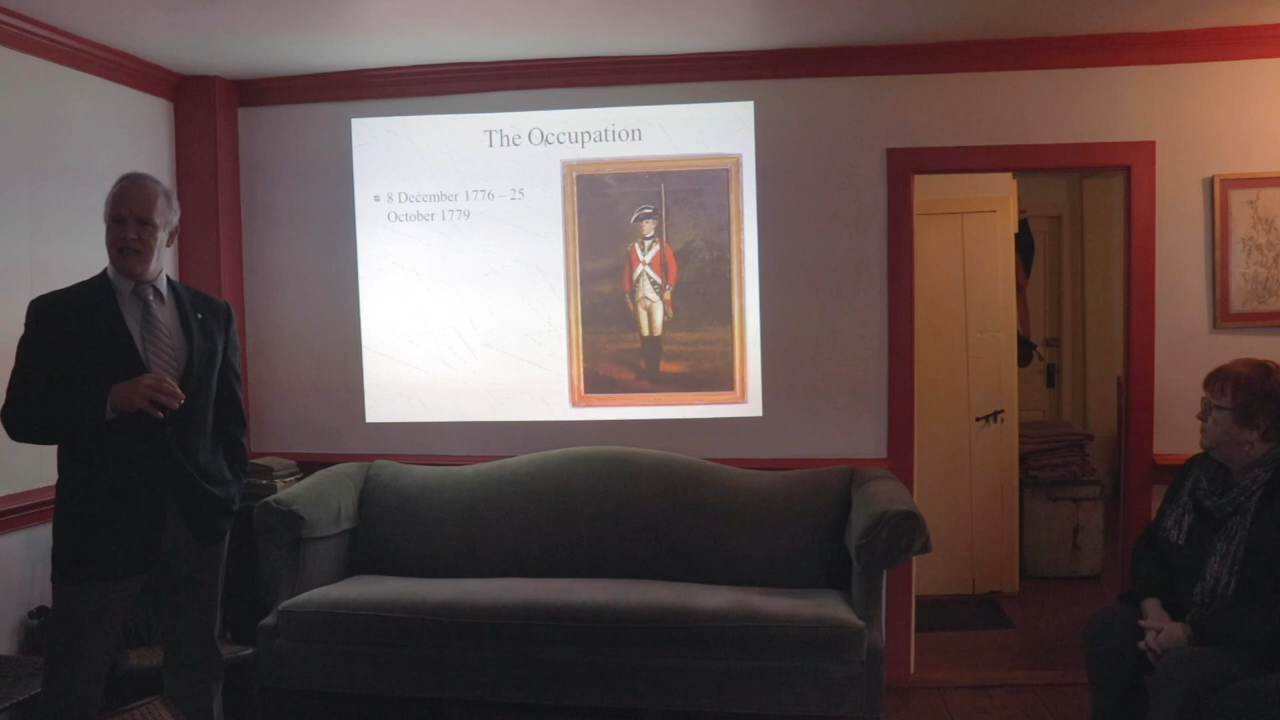 The Occupation
8 December 1776 – 25
October 1779